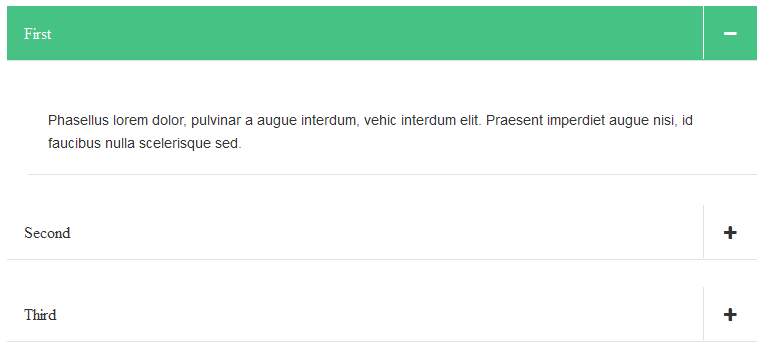 First
Phasellus lorem dolor, pulvinar a augue interdum, vehic interdum elit. Praesent imperdiet augue nisi, id
faucibus nulla scelerisque sed.
Second
Third